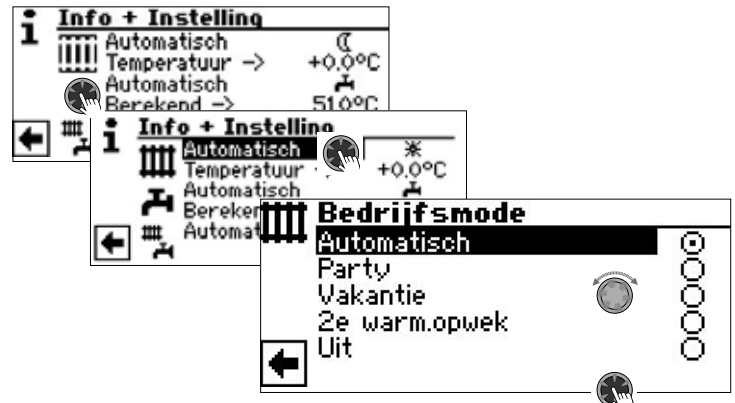 Info + Instelling
Automatisch
Temperatuur -> +0.0°C
Automatisch
Berekend -> 51.0°C
Info + Instelling
Automatisch
Temperatuur +0.0°C
Automatisch
Bereken
Automat
Bedrijfsmode
Automatisch
Party
Vakantie
2e warm.opwek
Uit